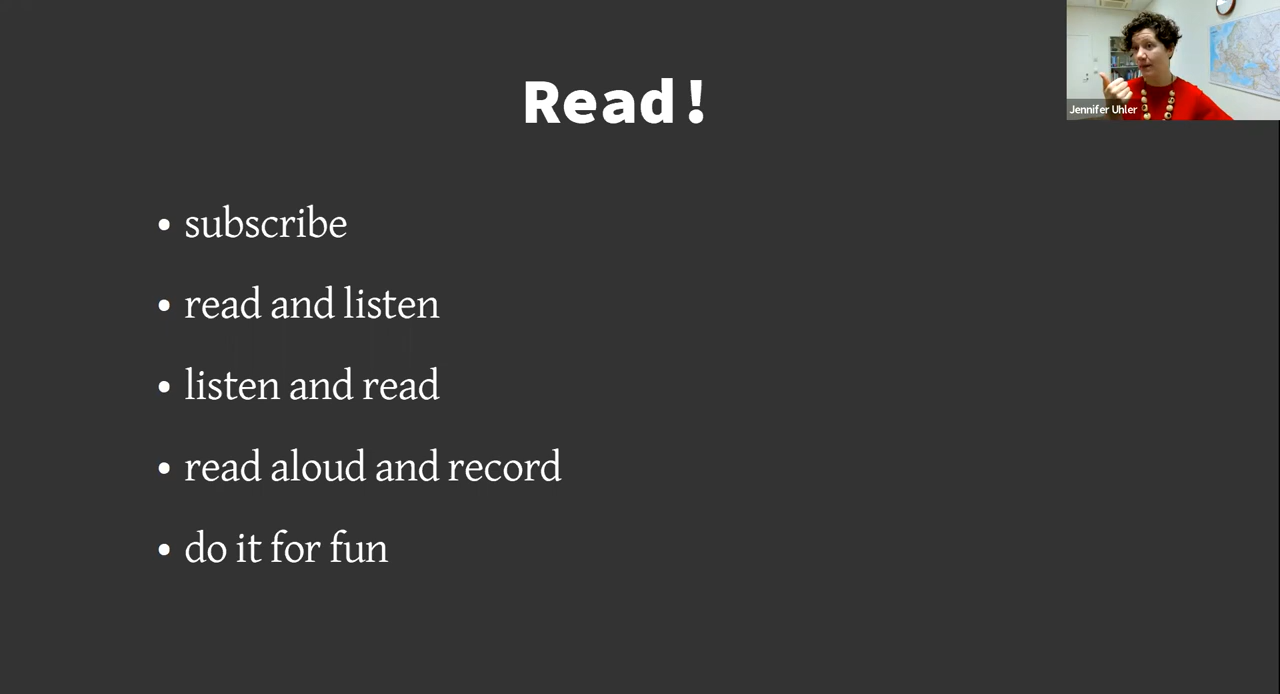 Read!
Jennifer Uhler
• subscribe
• read and listen
• listen and read
• read aloud and record
• do it for fun